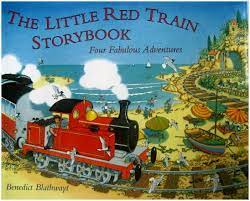 THE LITTLE RED TRAIN
STORYBOOK
Four Fabulous Adventures
Benedict Blathwayt